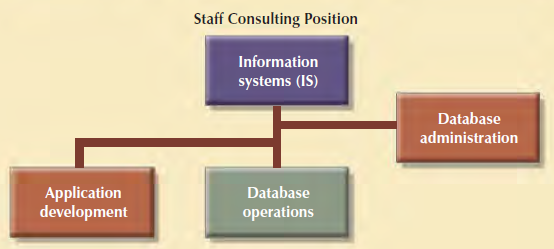 Staff Consulting Position
Information
systems (IS)
Database
administration
Application
development
Database
operations